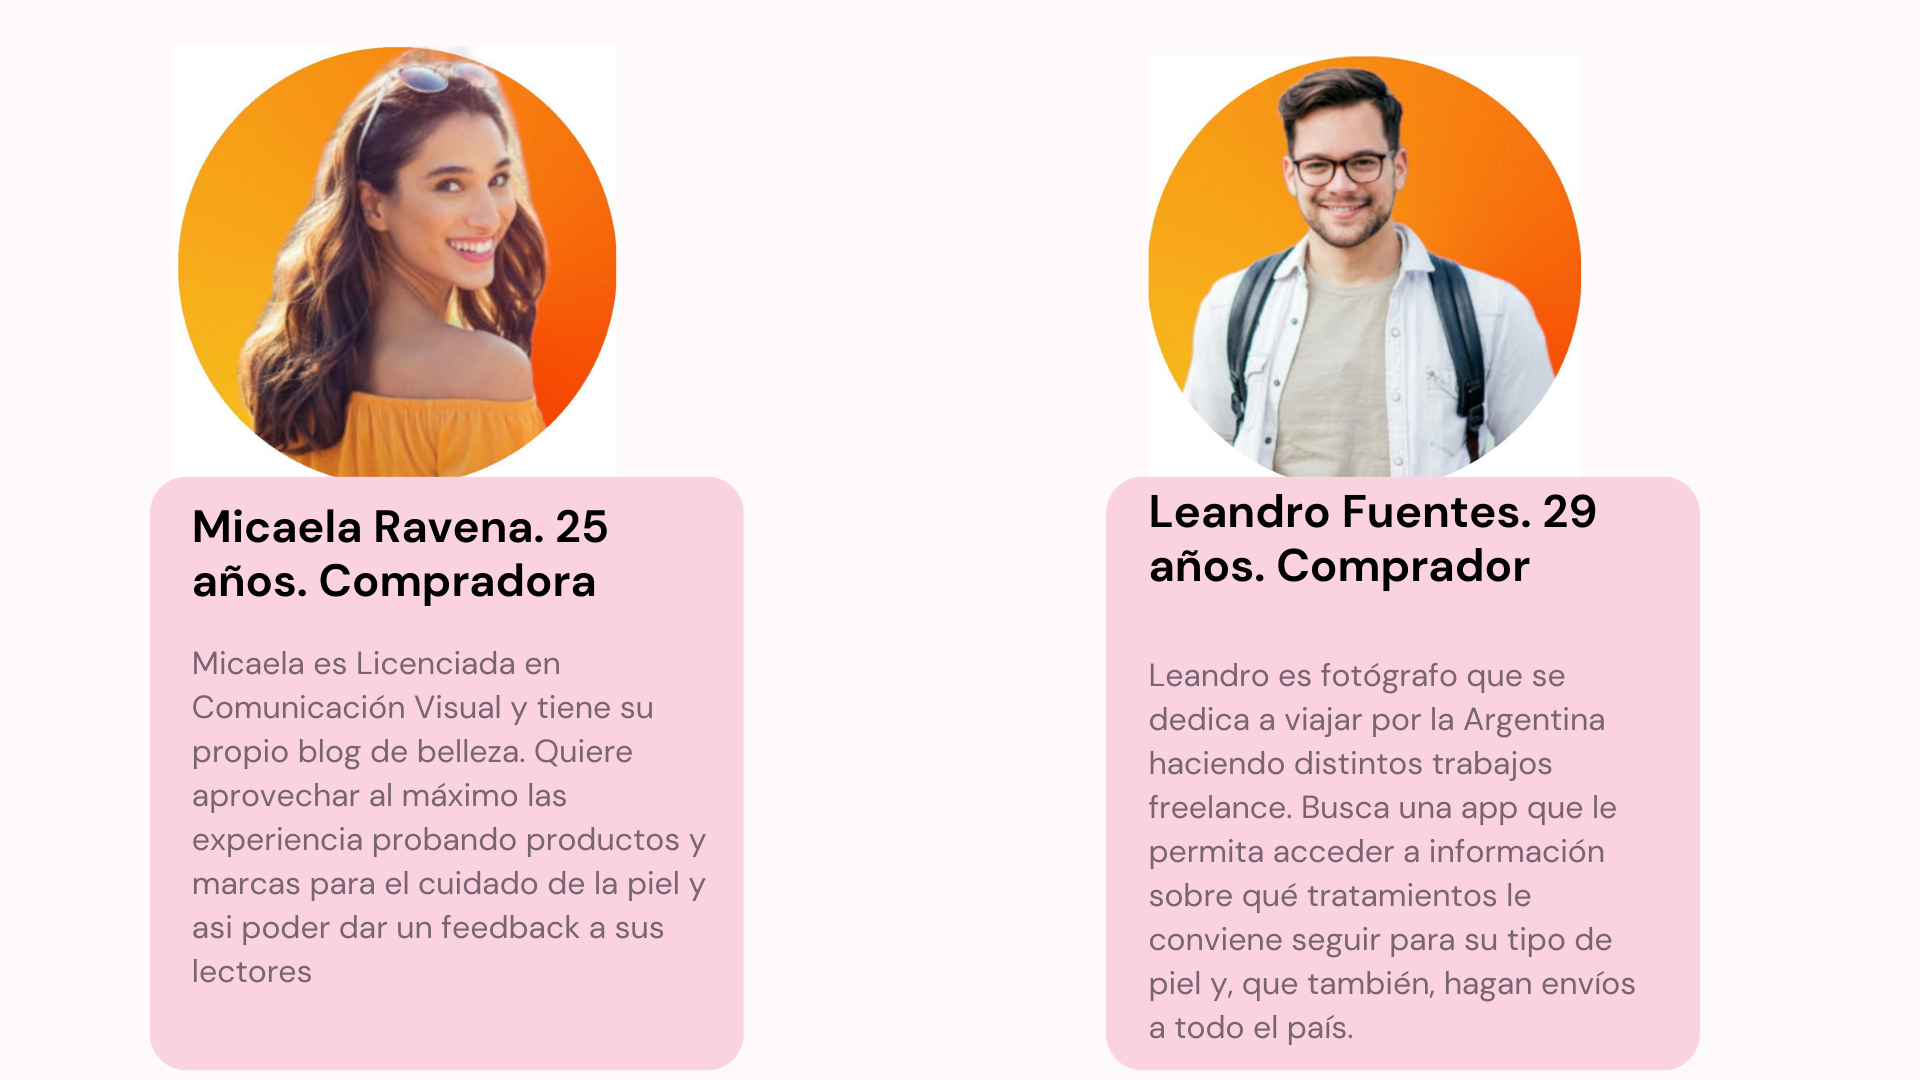 Micaela Ravena. 25
años. Compradora
Micaela es Licenciada en
Comunicación Visual y tiene su
propio blog de belleza. Quiere
aprovechar al máximo las
experiencia probando productos y
marcas para el cuidado de la piel y
asi poder dar un feedback a sus
lectores
Leandro Fuentes. 29
años. Comprador
Leandro es fotógrafo que se
dedica a viajar por la Argentina
haciendo distintos trabajos
freelance. Busca una app que le
permita acceder a información
sobre qué tratamientos le
conviene seguir para su tipo de
piel y, que también, hagan envíos
a todo el país.